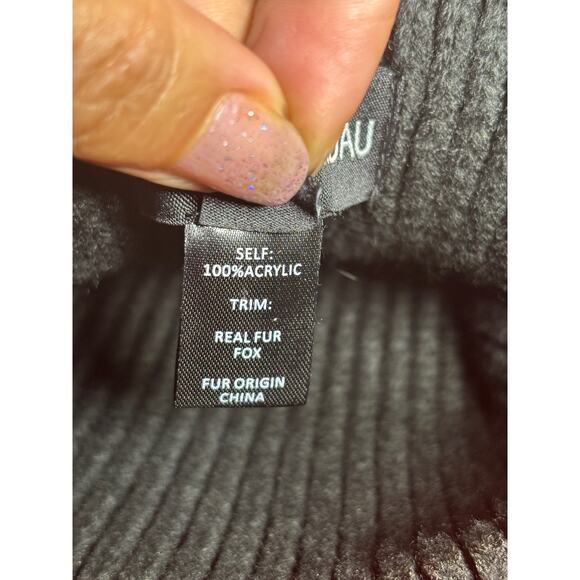 SELF:
100%ACRYLIC
TRIM:
REAL FUR
FOX
FUR ORIGIN
CHINA